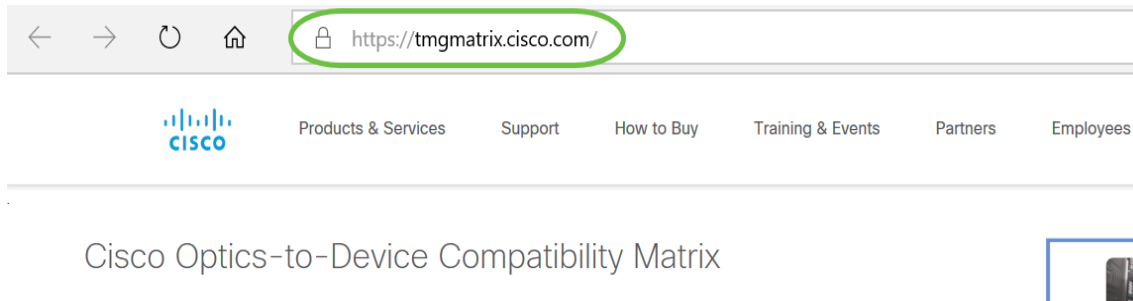 https://tmgmatrix.cisco.com/
CISCO
Products & Services Support How to Buy Training & Events Partners Employees
Cisco Optics-to-Device Compatibility Matrix